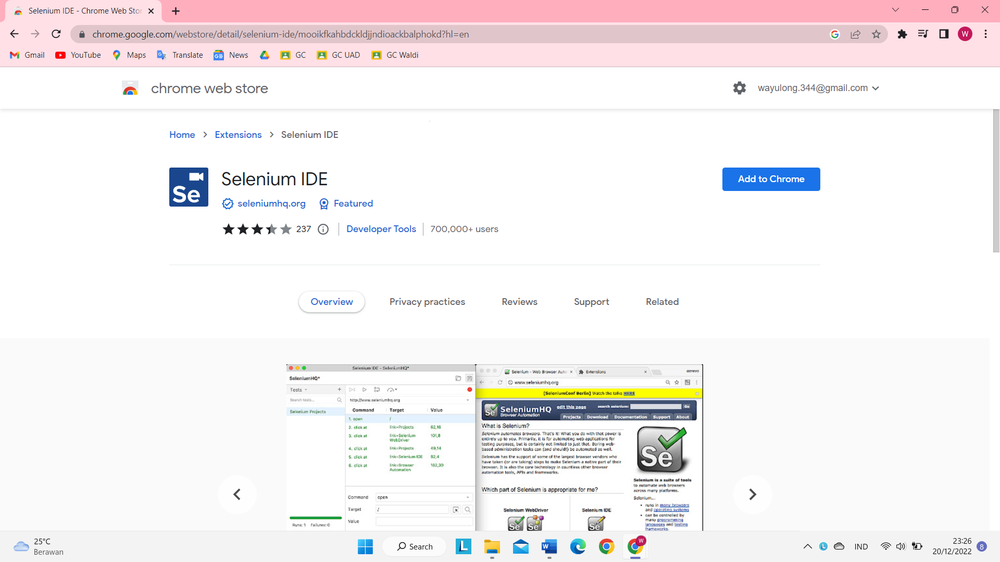 Selenium IDE - Chrome Web Stor
chrome.google.com/webstore/detail/selenium-ide/mooikfkahbdckldjjndioackbalphokd?hl=en
W
Gmail YouTube Maps Translate News GC GC UAD GC Waldi
chrome web store
wayulong.344@gmail.com
Home > Extensions > Selenium IDE
Se
Selenium IDE
Add to Chrome
seleniumhq.org Featured
237 Developer Tools 700,000+ users
Overview Privacy practices Reviews Support Related
Selenium IDE - SeleniumHQ*
SeleniumHQ*
Tests
Search tests...
http://www.seleniumhq.org
Command Target Value
Selenium Projects
1. open /
2. click at link=Projects 62,16
3. click at link=Selenium WebDriver 101,8
4. click at link=Projects 49,14
5. click at link=Selenium IDE 82,4
6. click at link=Browser Automation 182,30
Command open
Target /
Value
Runs: 1 Failures: 0
Selenium - Web Browser Auto
Extensions
www.seleniumhq.org
[SeleniumConf Berlin] Watch the talks HERE
SeleniumHQ
Browser Automation
edit this page
search selenium: Go
Projects Download Documentation Support About
What is Selenium?
Selenium automates browsers. That's it! What you do with that power is
entirely up to you. Primarily, it is for automating web applications for
testing purposes, but is certainly not limited to just that. Boring web-
based administration tasks can (and should!) be automated as well.
Selenium has the support of some of the largest browser vendors who
have taken (or are taking) steps to make Selenium a native part of their
browser. It is also the core technology in countless other browser
automation tools, APIs and frameworks.
Which part of Selenium is appropriate for me?
Selenium WebDriver Selenium IDE
Se Se Se
Se
Selenium is a suite of tools
to automate web browsers
across many platforms.
Selenium...
runs in many browsers
and operating systems
can be controlled by
many programming
languages and testing
frameworks.
25°C
Berawan
Search
L
W
W
L
IND
23:26
20/12/2022
8